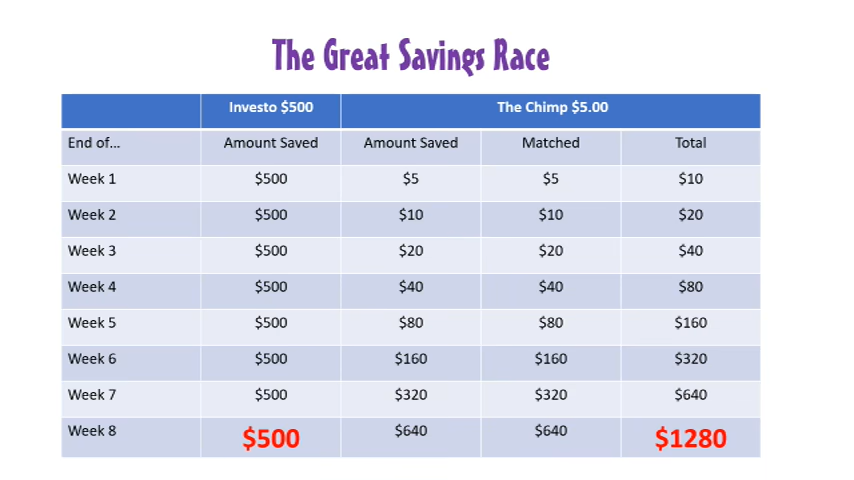 The Great Savings Race
Investo $500 The Chimp $5.00
End of... Amount Saved Amount Saved Matched Total
Week 1 $500 $5 $5 $10
Week 2 $500 $10 $10 $20
Week 3 $500 $20 $20 $40
Week 4 $500 $40 $40 $80
Week 5 $500 $80 $80 $160
Week 6 $500 $160 $160 $320
Week 7 $500 $320 $320 $640
Week 8 $500 $640 $640 $1280